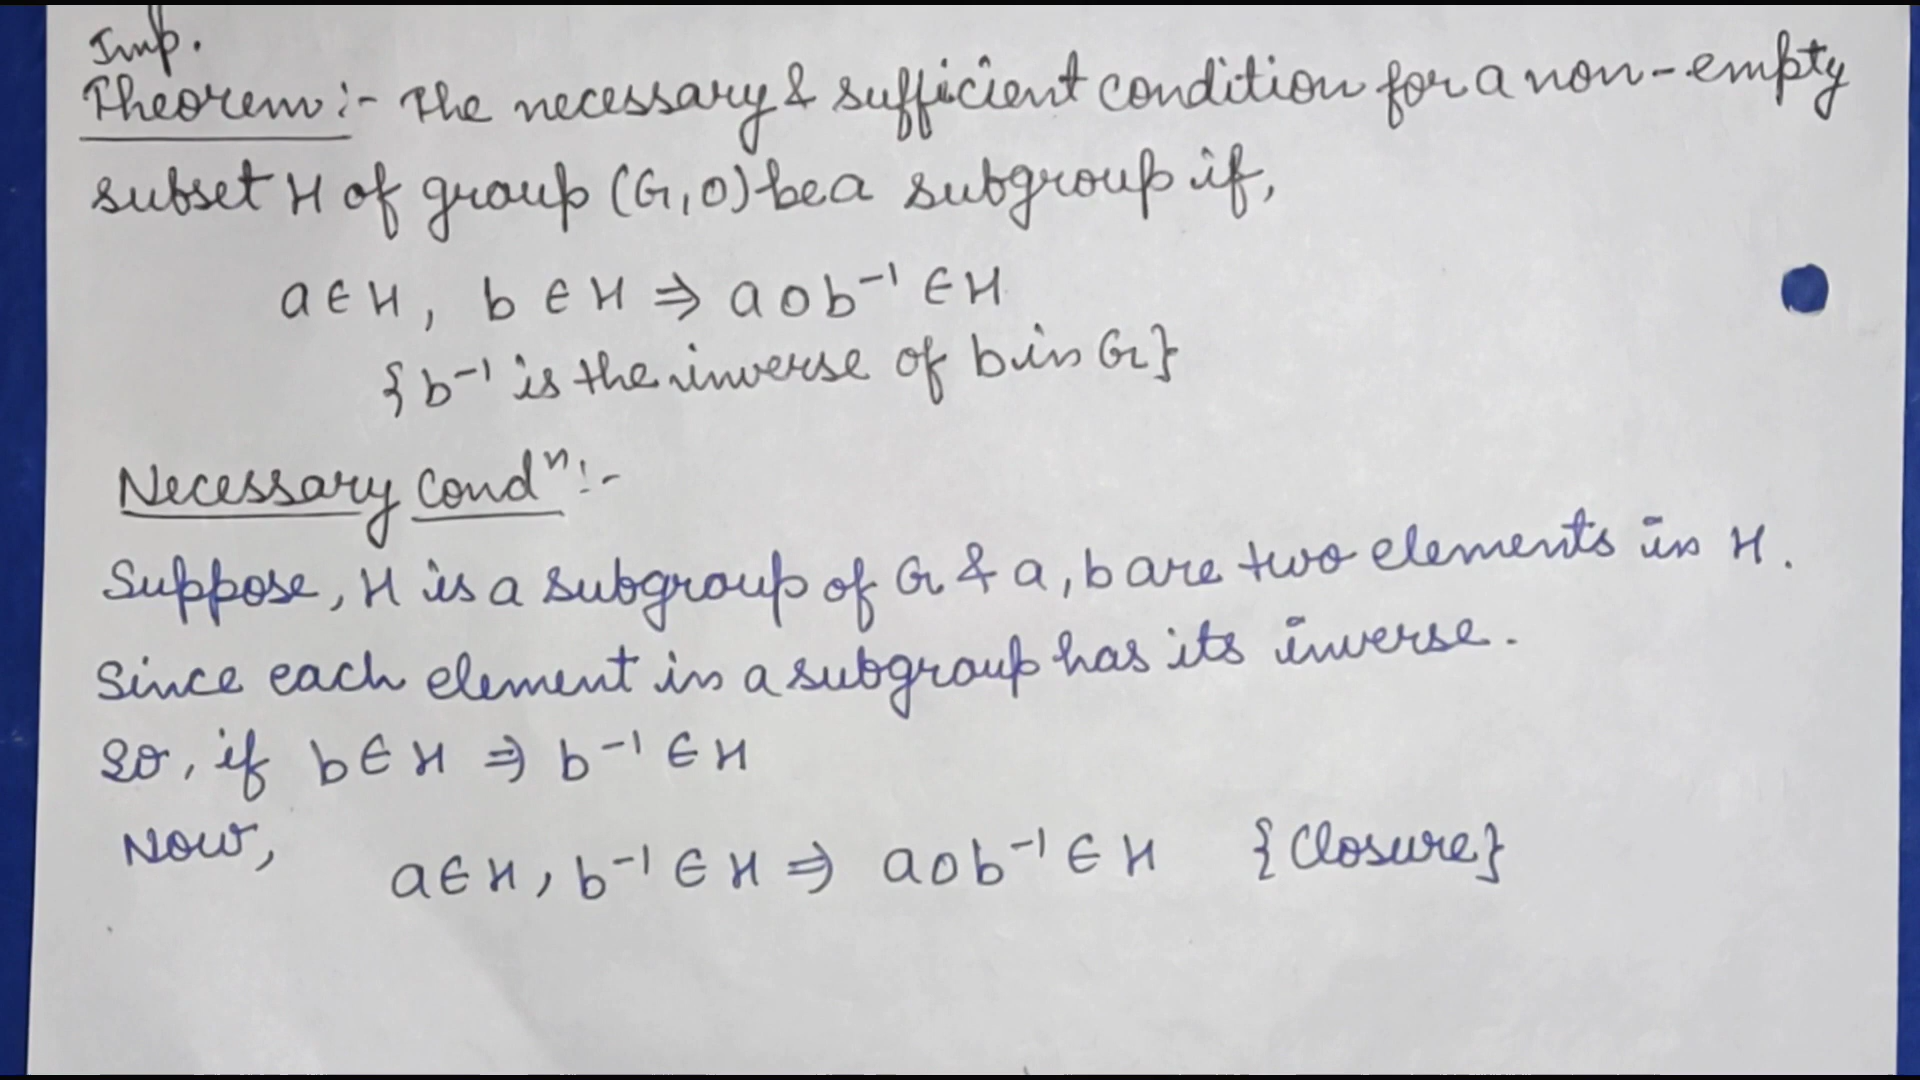 Imp.
Theorem:- The necessary & sufficient condition for a non-empty
subset H of group (G,o) be a subgroup if,
a∈H, b∈H ⇒ aob⁻¹ ∈H
{b⁻¹ is the inverse of b in G}
Necessary Condⁿ:-
Suppose, H is a subgroup of G & a, b are two elements in H.
Since each element in a subgroup has its inverse.
So, if b∈H ⇒ b⁻¹∈H
Now,
a∈H, b⁻¹∈H ⇒ aob⁻¹∈H {Closure}